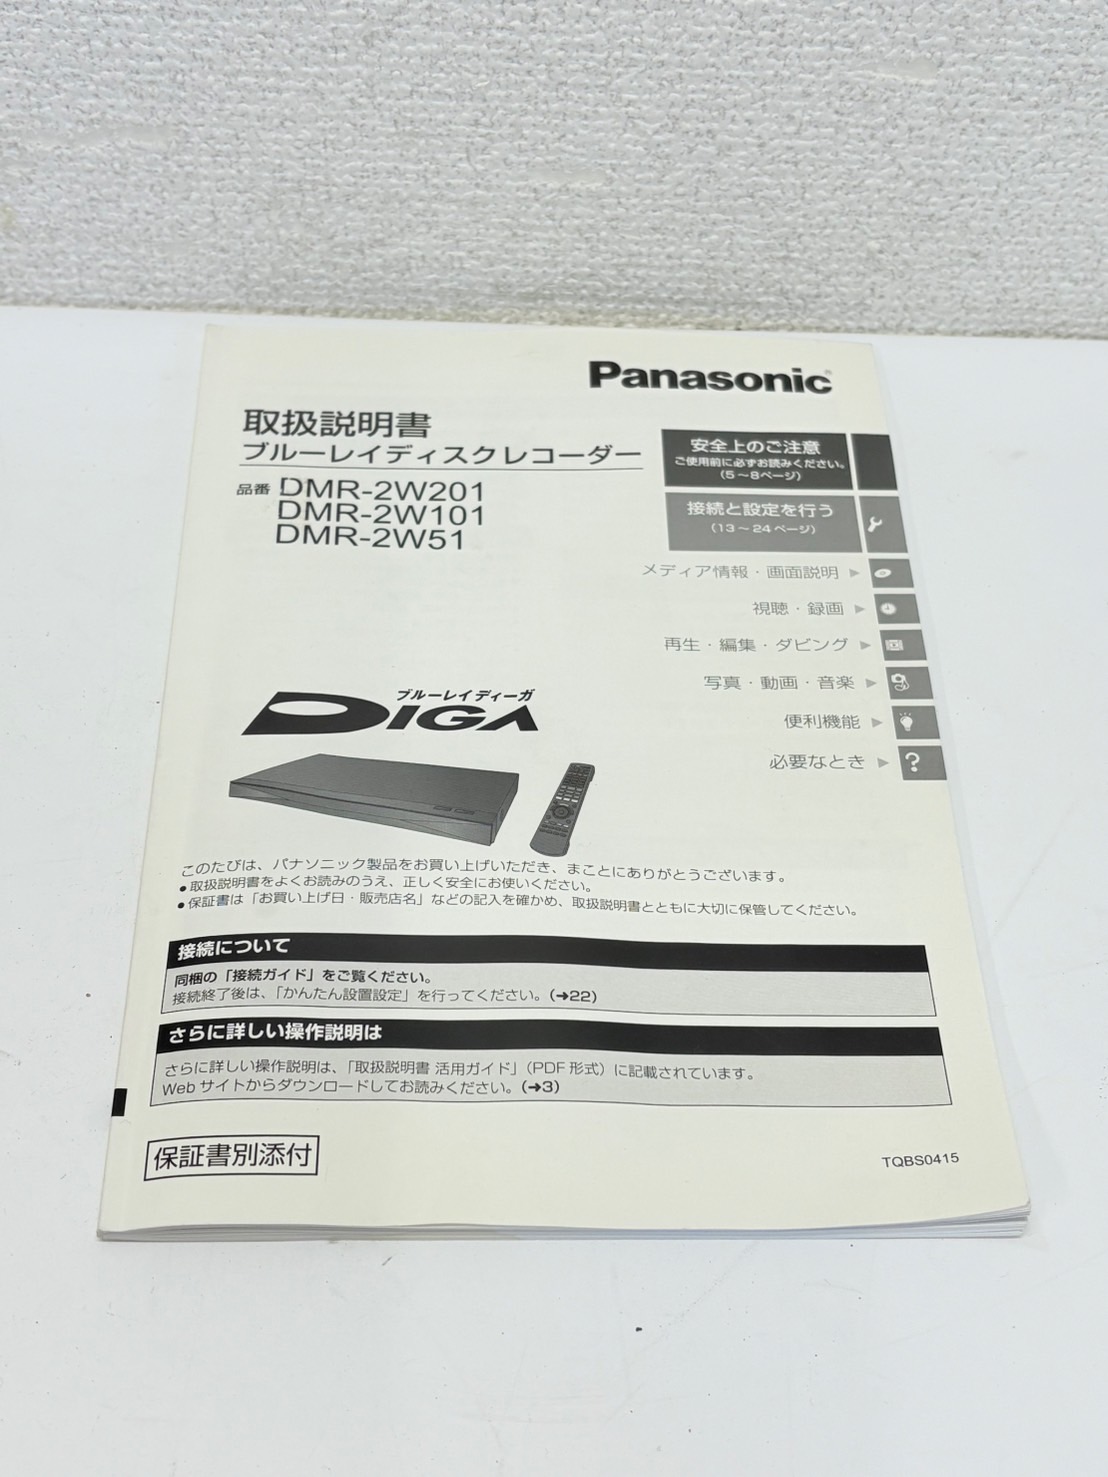 Panasonic
取扱説明書
ブルーレイディスクレコーダー
品番 DMR-2W201
DMR-2W101
DMR-2W51
安全上のご注意
ご使用前に必ずお読みください。
（5～8ページ）
接続と設定を行う
（13～24ページ）
メディア情報・画面説明 ▶
視聴・録画 ▶
再生・編集・ダビング ▶
写真・動画・音楽 ▶
便利機能 ▶
必要なとき ▶ ?
ブルーレイディーガ
DIGA
このたびは、パナソニック製品をお買い上げいただき、まことにありがとうございます。
●取扱説明書をよくお読みのうえ、正しく安全にお使いください。
●保証書は「お買い上げ日・販売店名」などの記入を確かめ、取扱説明書とともに大切に保管してください。
接続について
同梱の「接続ガイド」をご覧ください。
接続終了後は、「かんたん設置設定」を行ってください。（➔22）
さらに詳しい操作説明は
さらに詳しい操作説明は、「取扱説明書 活用ガイド」（PDF形式）に記載されています。
Webサイトからダウンロードしてお読みください。（➔3）
保証書別添付
TQBS0415